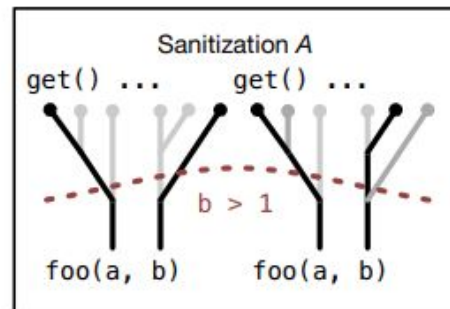 Sanitization A
get() ... get() ...
b > 1
foo(a, b) foo(a, b)